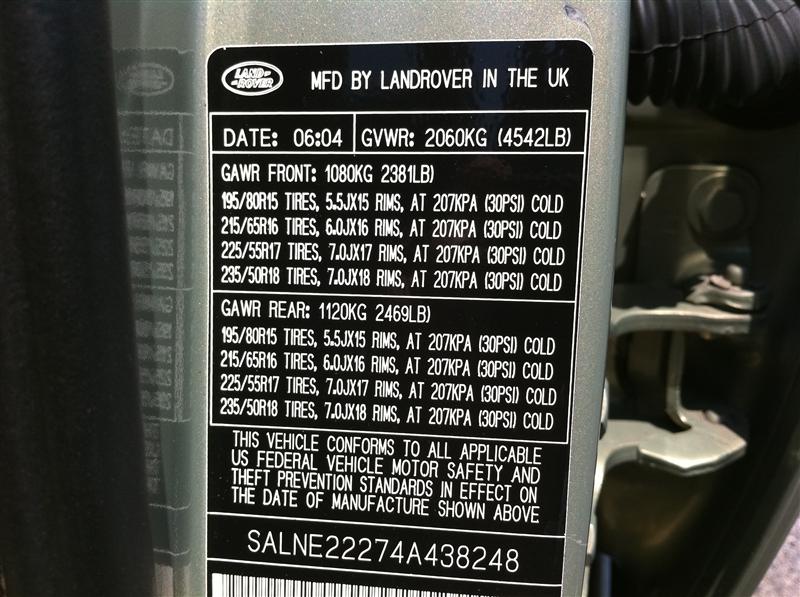 LAND-
-ROVER
MFD BY LANDROVER IN THE UK
DATE: 06:04 GVWR: 2060KG (4542LB)
GAWR FRONT: 1080KG 2381LB)
195/80R15 TIRES, 5.5JX15 RIMS, AT 207KPA (30PSI) COLD
215/65R16 TIRES, 6.0JX16 RIMS, AT 207KPA (30PSI) COLD
225/55R17 TIRES, 7.0JX17 RIMS, AT 207KPA (30PSI) COLD
235/50R18 TIRES, 7.0JX18 RIMS, AT 207KPA (30PSI) COLD
GAWR REAR: 1120KG 2469LB)
195/80R15 TIRES, 5.5JX15 RIMS, AT 207KPA (30PSI) COLD
215/65R16 TIRES, 6.0JX16 RIMS, AT 207KPA (30PSI) COLD
225/55R17 TIRES, 7.0JX17 RIMS, AT 207KPA (30PSI) COLD
235/50R18 TIRES, 7.0JX18 RIMS, AT 207KPA (30PSI) COLD
THIS VEHICLE CONFORMS TO ALL APPLICABLE
US FEDERAL VEHICLE MOTOR SAFETY AND
THEFT PREVENTION STANDARDS IN EFFECT ON
THE DATE OF MANUFACTURE SHOWN ABOVE
SALNE22274A438248